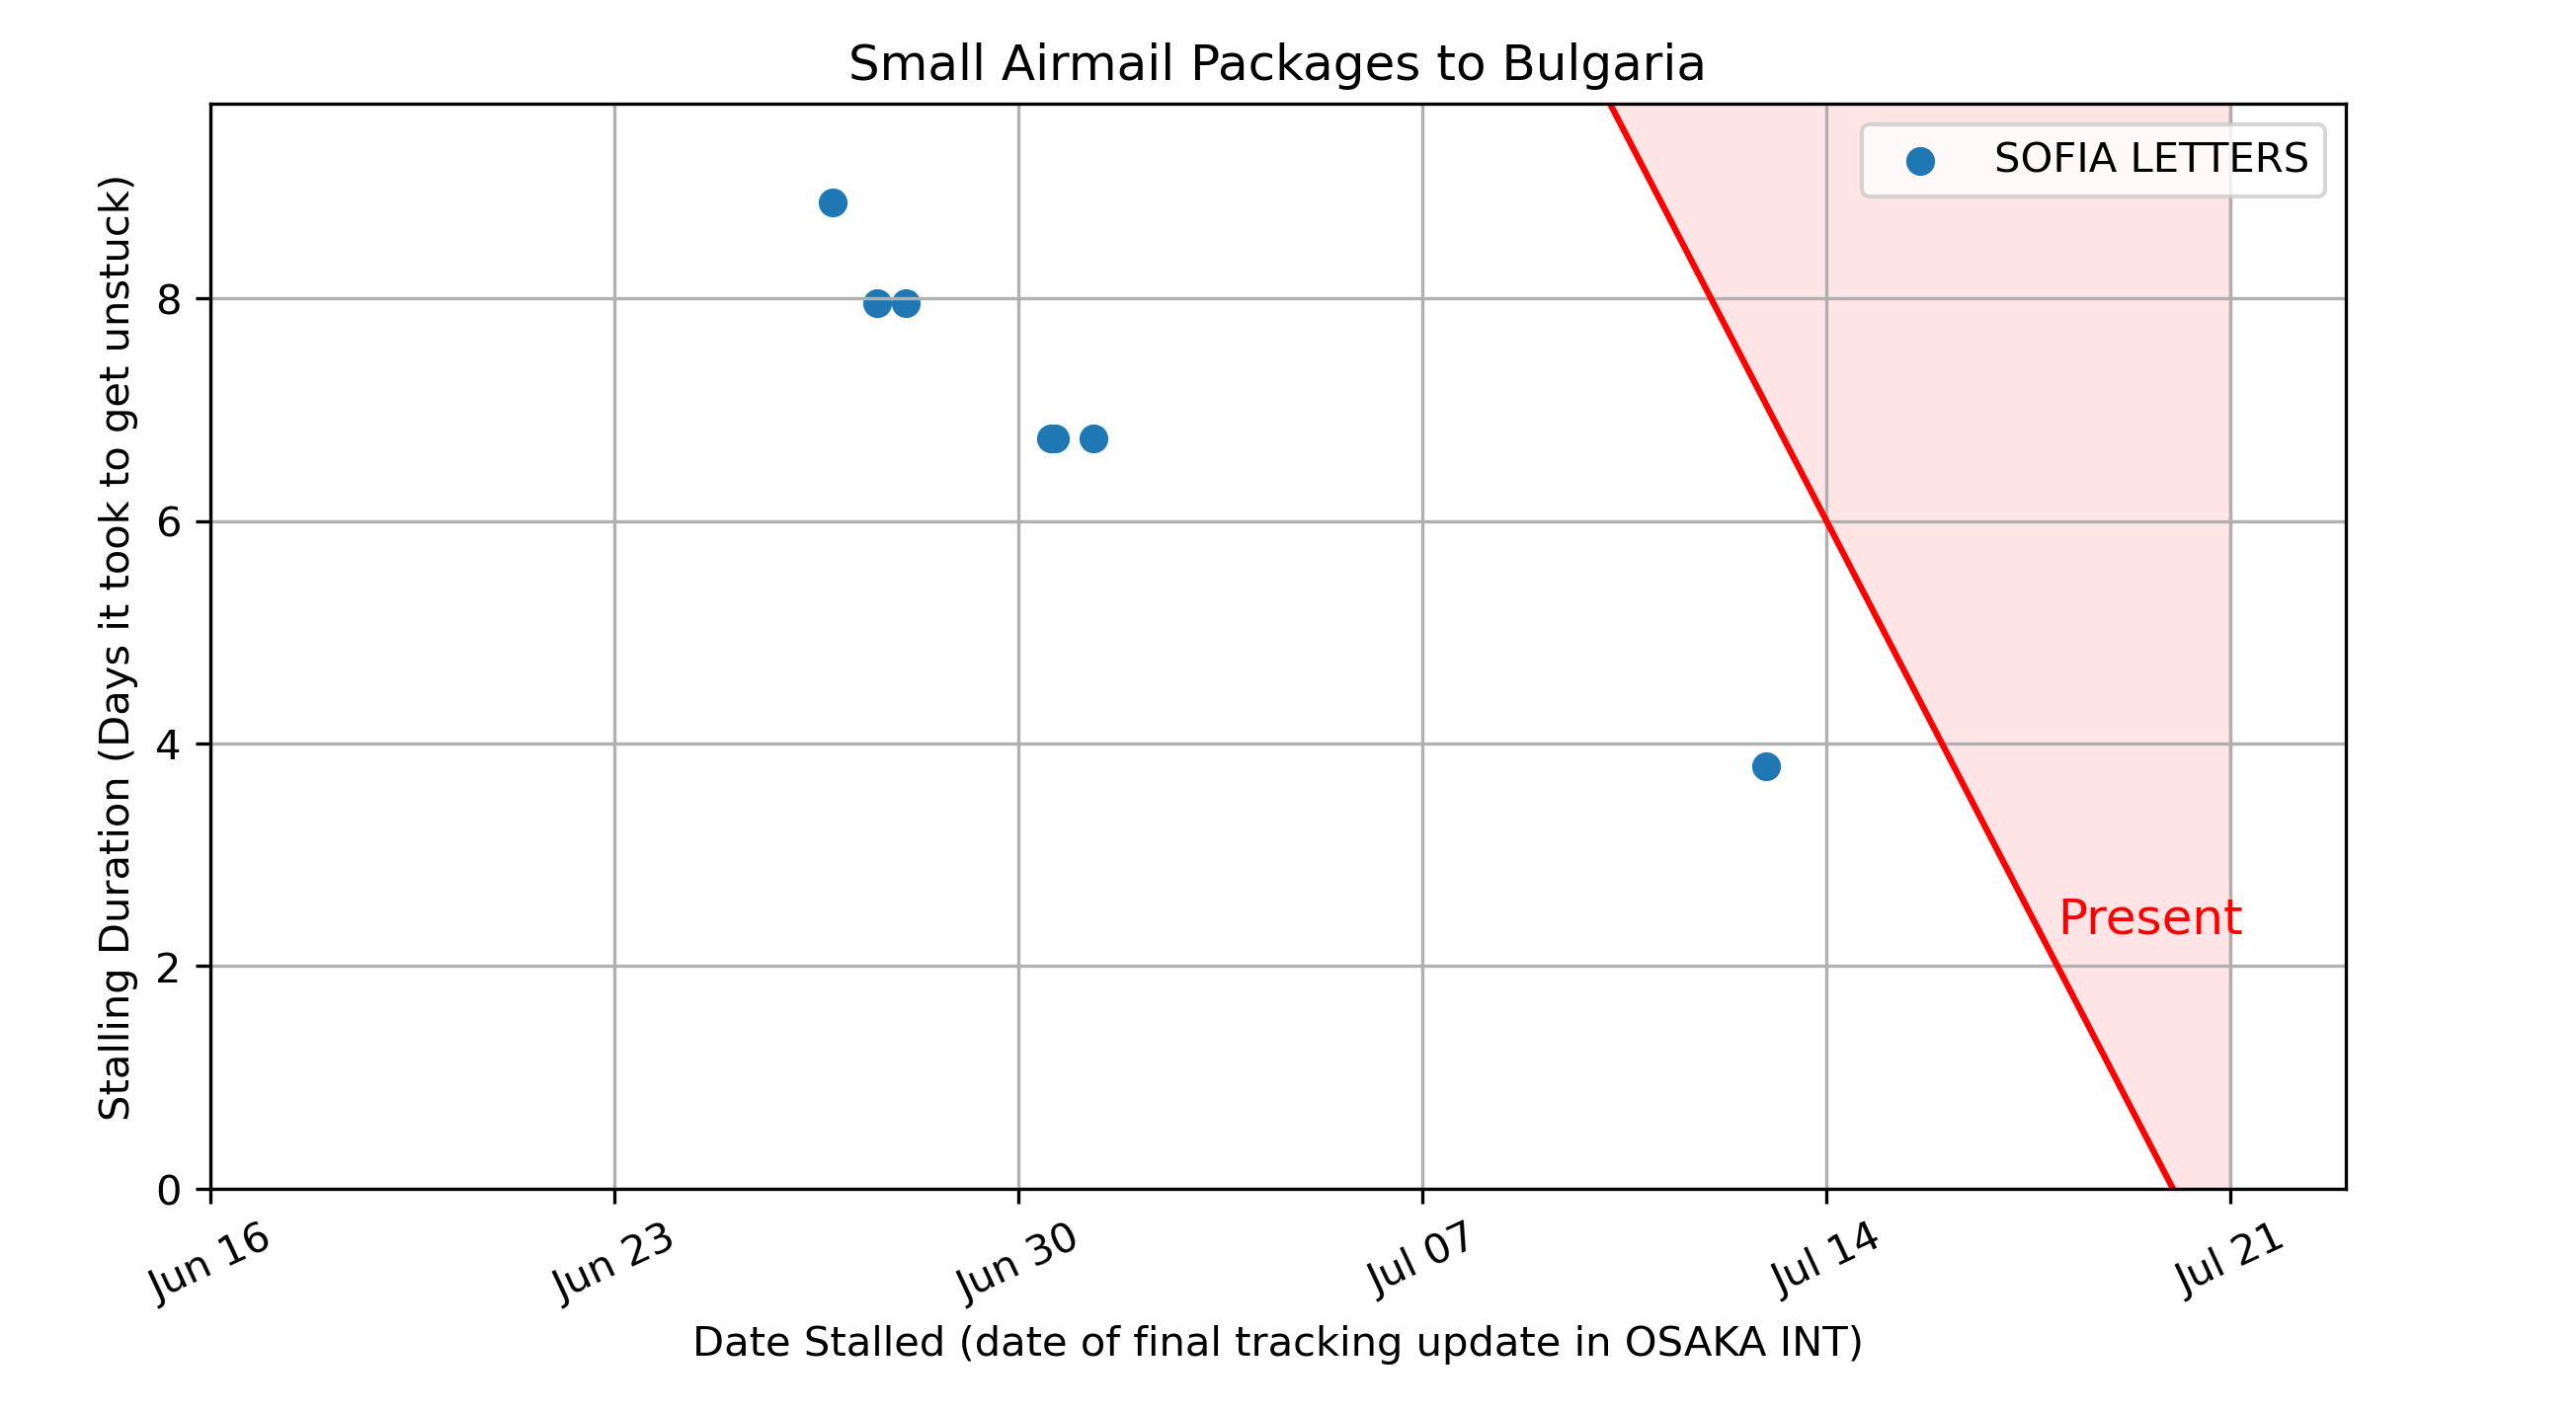 Small Airmail Packages to Bulgaria
SOFIA LETTERS
Stalling Duration (Days it took to get unstuck)
8
6
4
2
0
Present
Jun 16
Jun 23
Jun 30
Jul 07
Jul 14
Jul 21
Date Stalled (date of final tracking update in OSAKA INT)